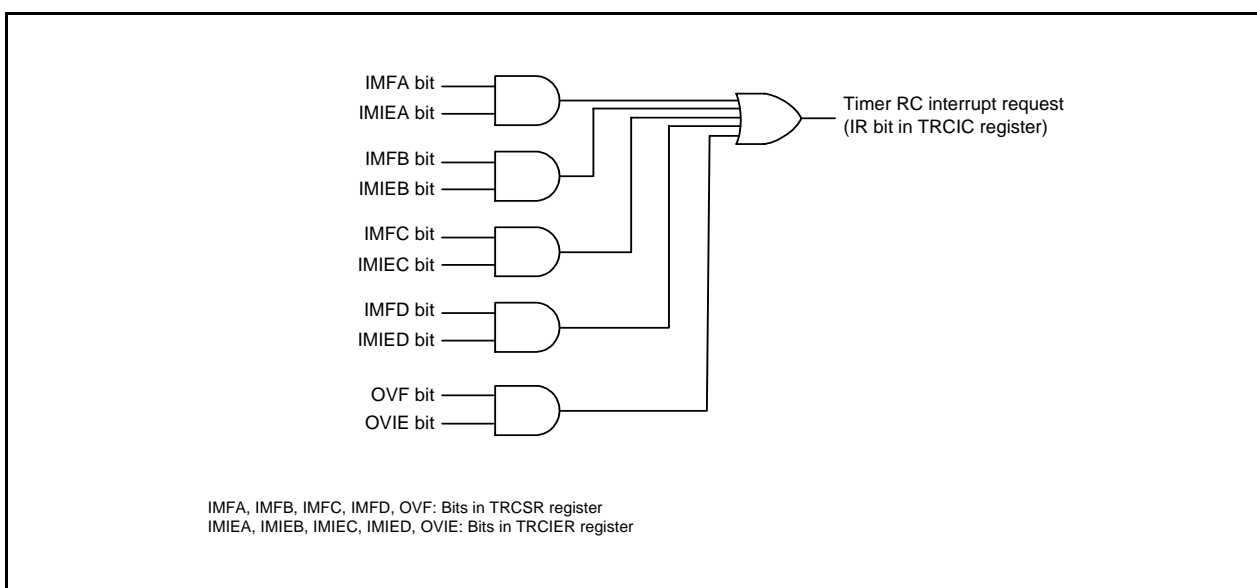 IMFA bit
IMIEA bit
IMFB bit
IMIEB bit
IMFC bit
IMIEC bit
IMFD bit
IMIED bit
OVF bit
OVIE bit
Timer RC interrupt request
(IR bit in TRCIC register)
IMFA, IMFB, IMFC, IMFD, OVF: Bits in TRCSR register
IMIEA, IMIEB, IMIEC, IMIED, OVIE: Bits in TRCIER register